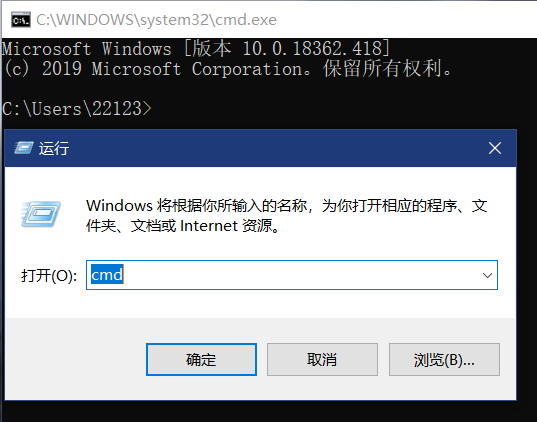 C:\WINDOWS\system32\cmd.exe
Microsoft Windows [版本 10.0.18362.418]
(c) 2019 Microsoft Corporation。保留所有权利。
C:\Users\22123>
运行
Windows 将根据你所输入的名称，为你打开相应的程序、文
件夹、文档或 Internet 资源。
打开(O): cmd
确定 取消 浏览(B)...